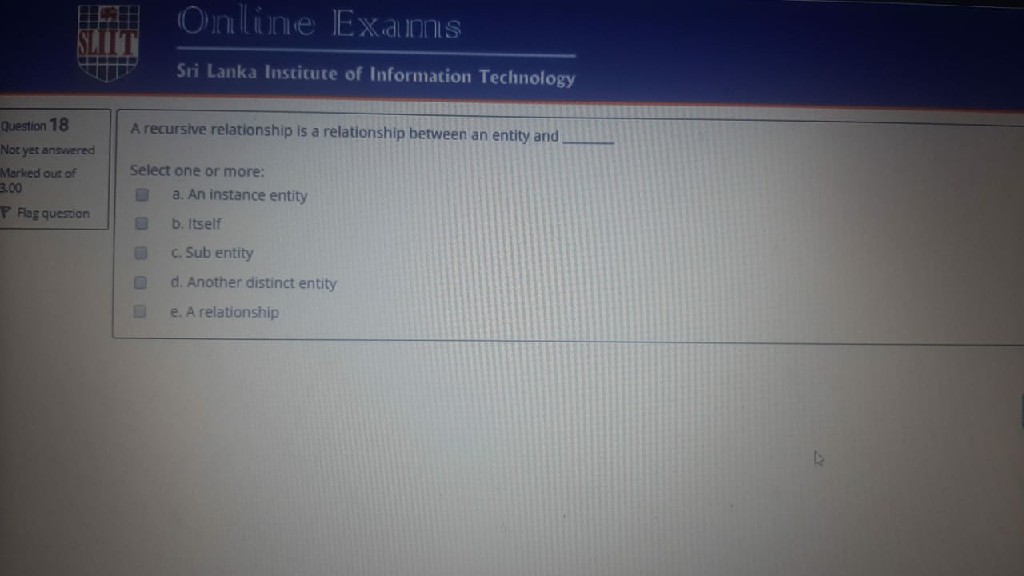 SLIIT
Online Exams
Sri Lanka Institute of Information Technology
Question 18
Not yet answered
Marked out of
3.00
Flag question
A recursive relationship is a relationship between an entity and ______
Select one or more:
a. An instance entity
b. Itself
c. Sub entity
d. Another distinct entity
e. A relationship